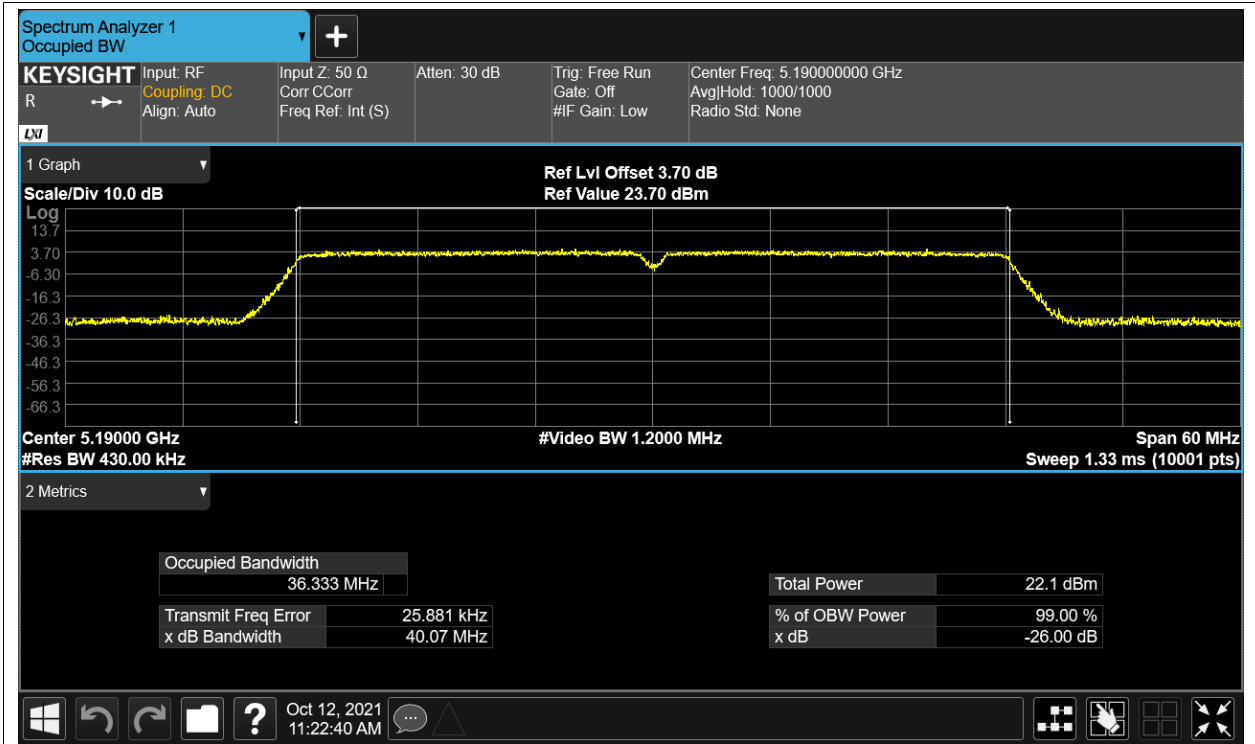 Spectrum Analyzer 1
Occupied BW
KEYSIGHT
R
LXI
Input: RF
Coupling: DC
Align: Auto
Input Z: 50 Ω
Corr CCorr
Freq Ref: Int (S)
Atten: 30 dB
Trig: Free Run
Gate: Off
#IF Gain: Low
Center Freq: 5.190000000 GHz
Avg|Hold: 1000/1000
Radio Std: None
1 Graph
Scale/Div 10.0 dB
Ref Lvl Offset 3.70 dB
Ref Value 23.70 dBm
Log
13.7
3.70
-6.30
-16.3
-26.3
-36.3
-46.3
-56.3
-66.3
Center 5.19000 GHz
#Video BW 1.2000 MHz
Span 60 MHz
#Res BW 430.00 kHz
Sweep 1.33 ms (10001 pts)
2 Metrics
Occupied Bandwidth
36.333 MHz
Transmit Freq Error 25.881 kHz
x dB Bandwidth 40.07 MHz
Total Power 22.1 dBm
% of OBW Power 99.00 %
x dB -26.00 dB
?
Oct 12, 2021
11:22:40 AM